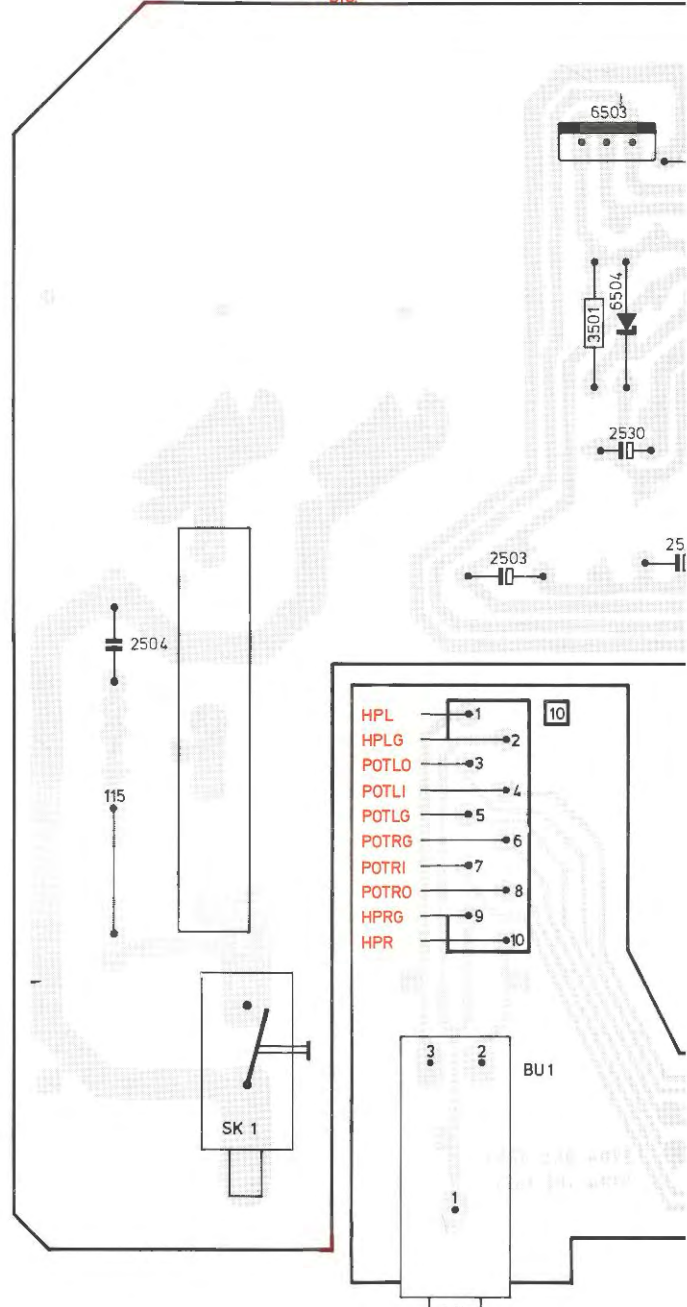 6503
3501
6504
2530
2503
25
2504
HPL 1 10
HPLG 2
POTLO 3
POTLI 4
115
POTLG 5
POTRG 6
POTRI 7
POTRO 8
HPRG 9
HPR 10
3 2
BU1
SK 1
1